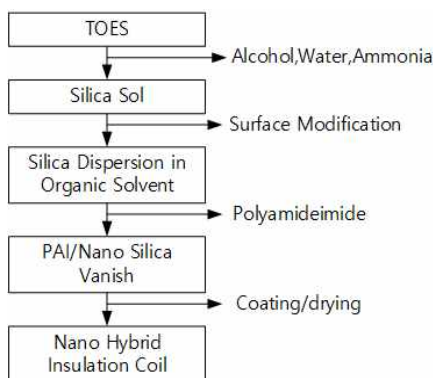 TOES
Alcohol,Water,Ammonia
Silica Sol
Surface Modification
Silica Dispersion in
Organic Solvent
Polyamideimide
PAI/Nano Silica
Vanish
Coating/drying
Nano Hybrid
Insulation Coil